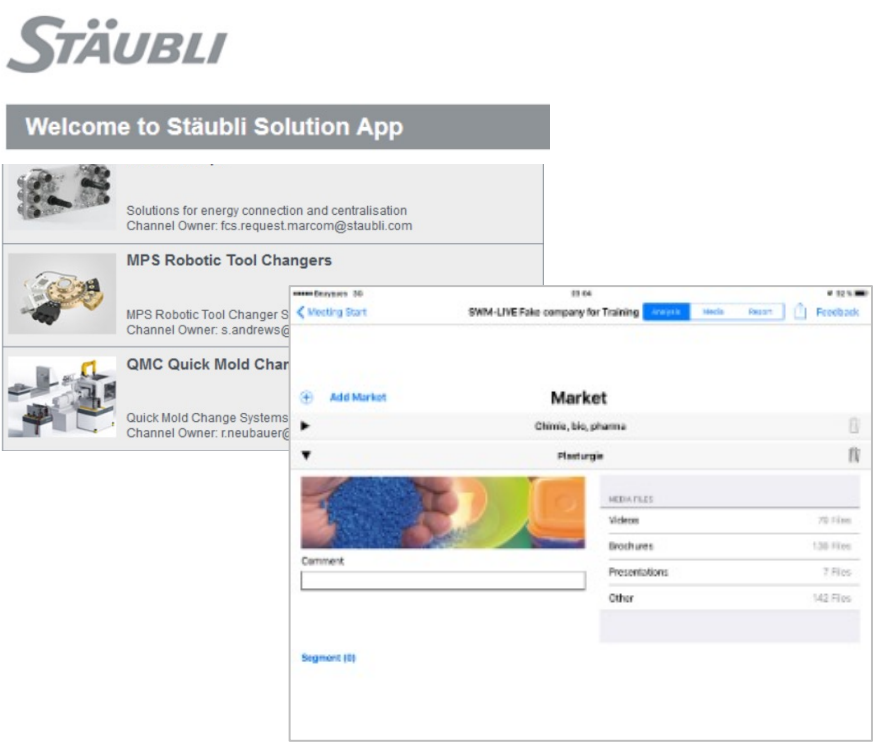 STÄUBLI
Welcome to Stäubli Solution App
Solutions for energy connection and centralisation
Channel Owner: fcs.request.marcom@staubli.com
MPS Robotic Tool Changers
MPS Robotic Tool Changer S
Channel Owner: s.andrews@
QMC Quick Mold Char
Quick Mold Change Systems
Channel Owner: r.neubauer@
Bouygues 3G
Meeting Start
SWM-LIVE Fake company for Training
Analysis
Media
Report
Feedback
Add Market
Market
Chimie, bio, pharma
Plasturgie
MEDIA FILES
Videos
Files
Brochures
Files
Comment
Presentations
7 Files
Other
142 Files
Segment (0)